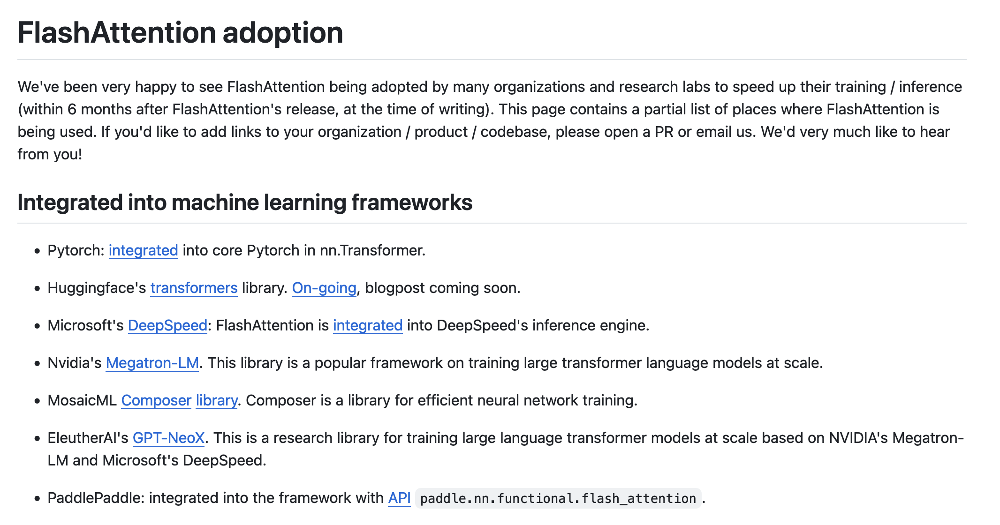 FlashAttention adoption
We've been very happy to see FlashAttention being adopted by many organizations and research labs to speed up their training / inference
(within 6 months after FlashAttention's release, at the time of writing). This page contains a partial list of places where FlashAttention is
being used. If you'd like to add links to your organization / product / codebase, please open a PR or email us. We'd very much like to hear
from you!
Integrated into machine learning frameworks
• Pytorch: integrated into core Pytorch in nn.Transformer.
• Huggingface's transformers library. On-going, blogpost coming soon.
• Microsoft's DeepSpeed: FlashAttention is integrated into DeepSpeed's inference engine.
• Nvidia's Megatron-LM. This library is a popular framework on training large transformer language models at scale.
• MosaicML Composer library. Composer is a library for efficient neural network training.
• EleutherAI's GPT-NeoX. This is a research library for training large language transformer models at scale based on NVIDIA's Megatron-
LM and Microsoft's DeepSpeed.
• PaddlePaddle: integrated into the framework with API paddle.nn.functional.flash_attention.